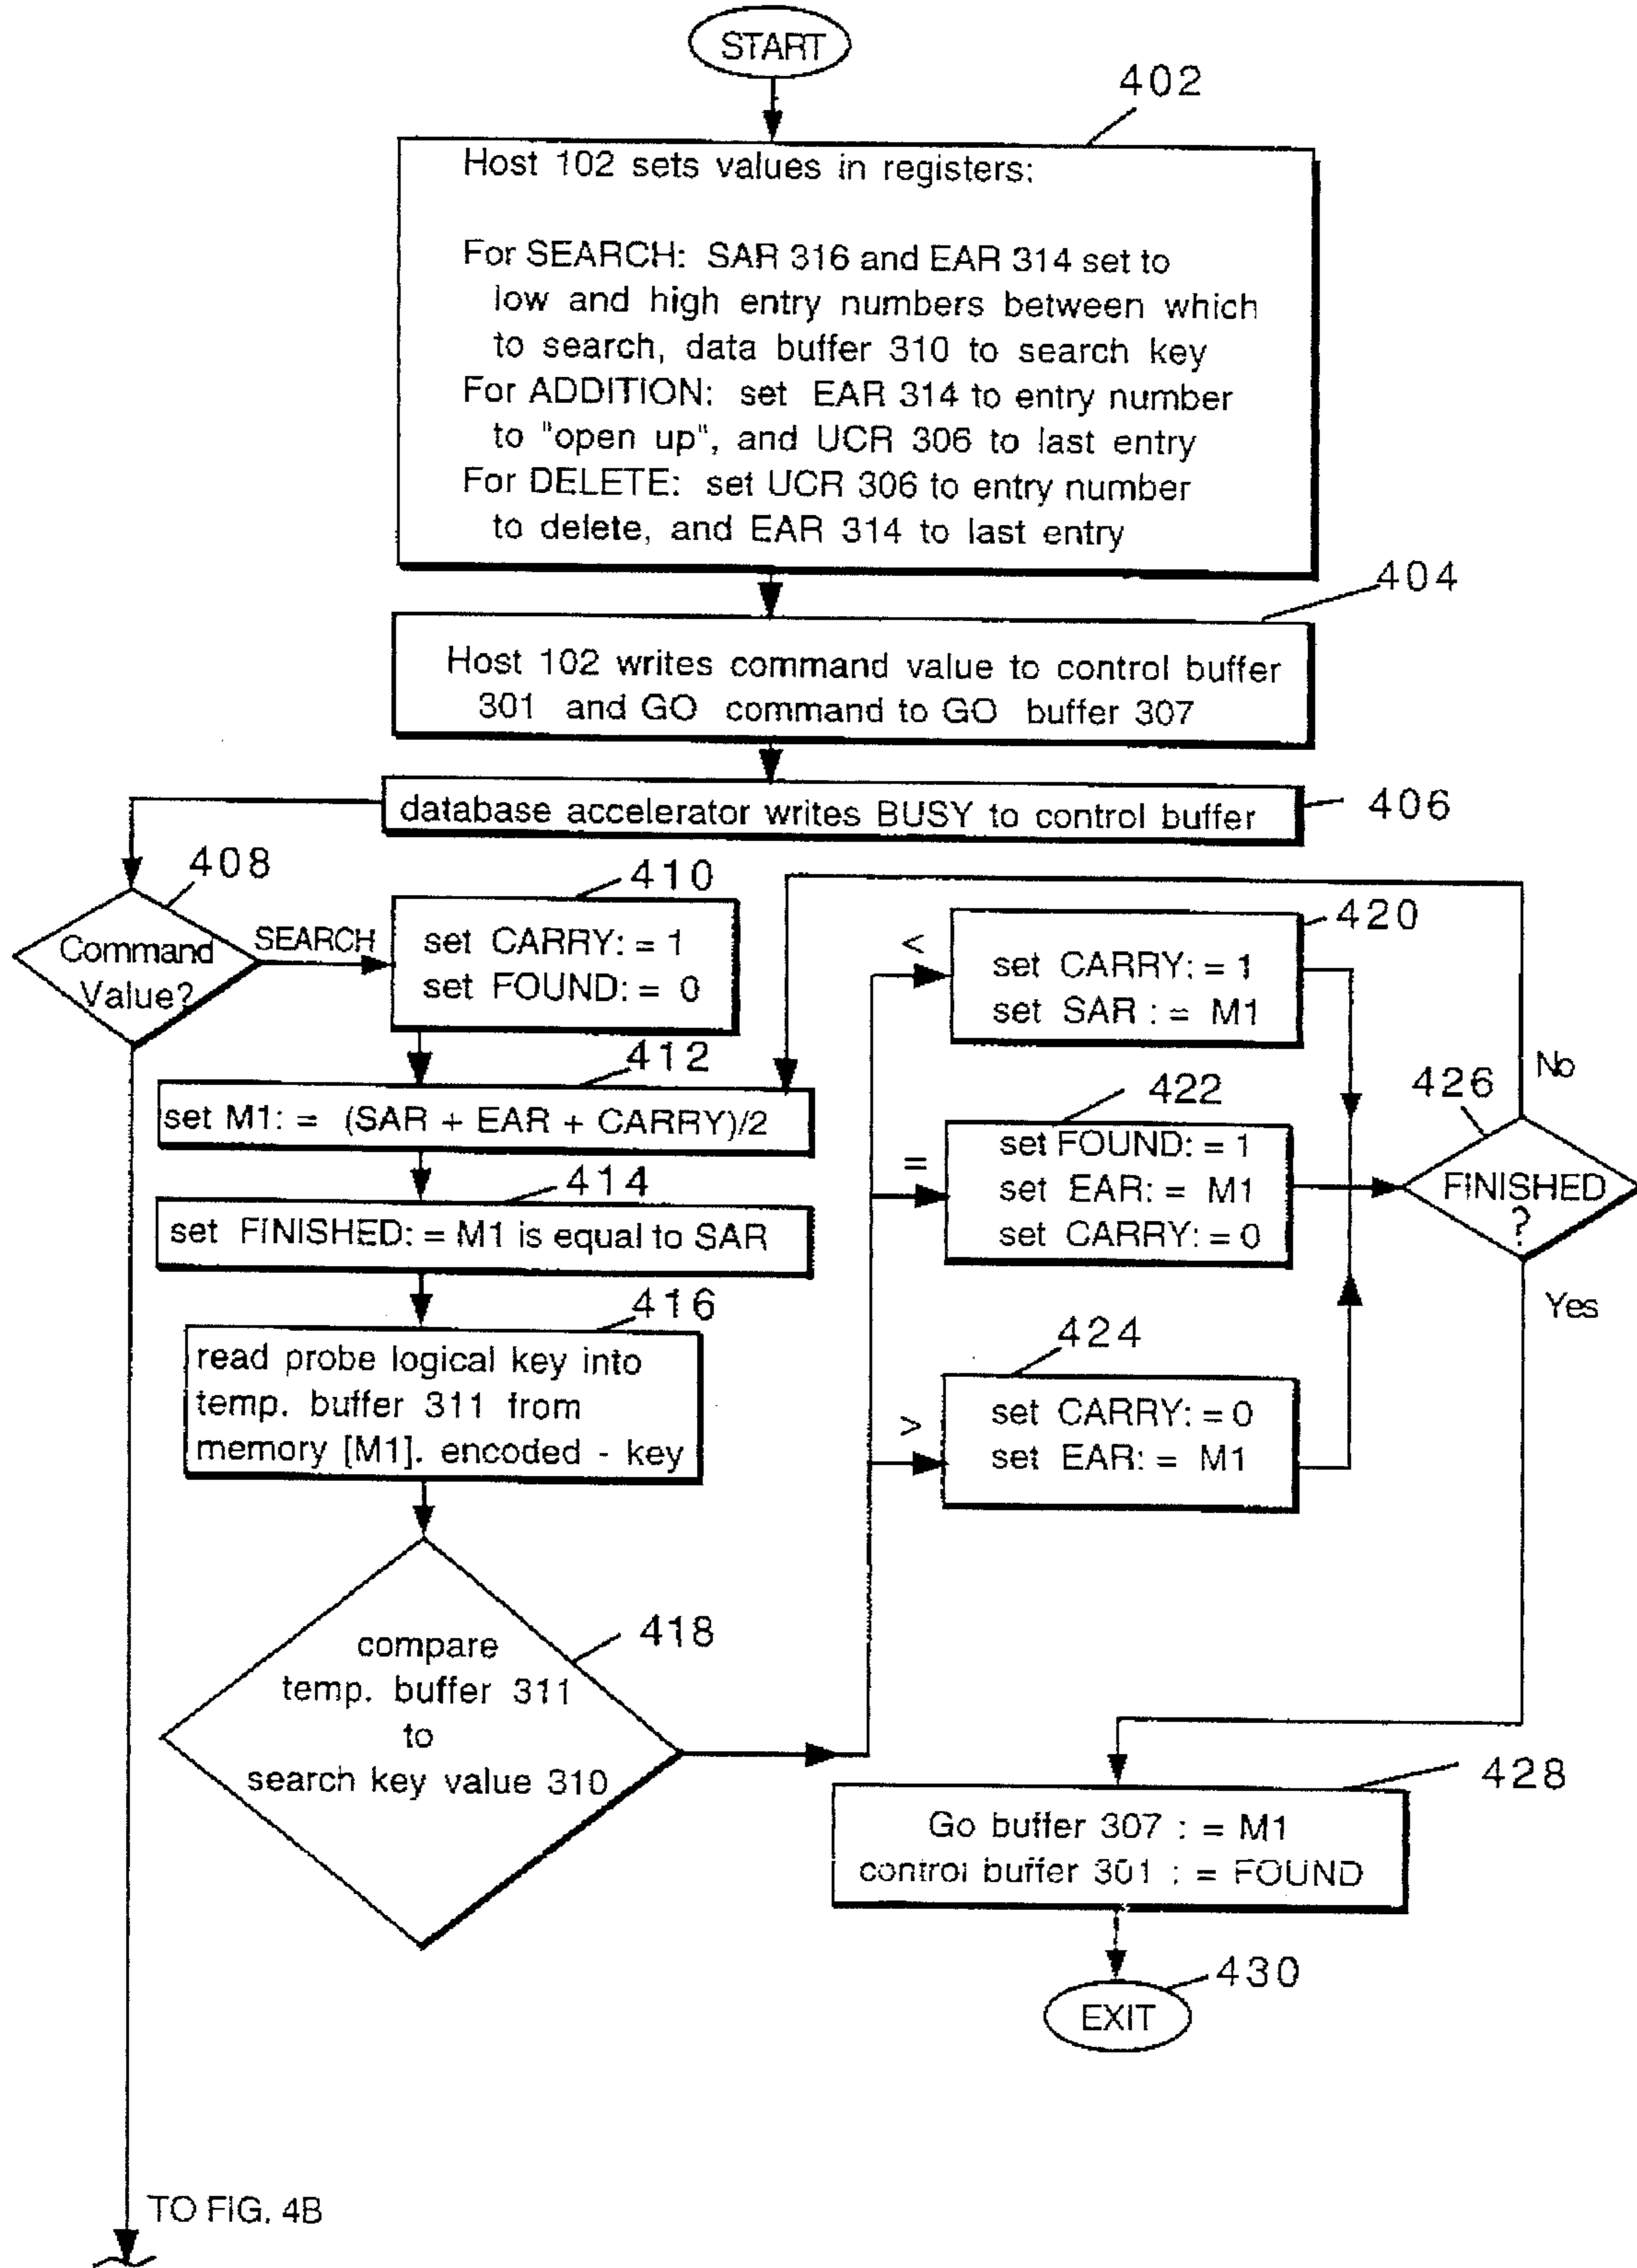 START
402
Host 102 sets values in registers:
For SEARCH: SAR 316 and EAR 314 set to
low and high entry numbers between which
to search, data buffer 310 to search key
For ADDITION: set EAR 314 to entry number
to "open up", and UCR 306 to last entry
For DELETE: set UCR 306 to entry number
to delete, and EAR 314 to last entry
404
Host 102 writes command value to control buffer
301 and GO command to GO buffer 307
406
database accelerator writes BUSY to control buffer
408
Command
Value?
SEARCH
410
set CARRY: = 1
set FOUND: = 0
412
set M1: = (SAR + EAR + CARRY)/2
414
set FINISHED: = M1 is equal to SAR
416
read probe logical key into
temp. buffer 311 from
memory [M1]. encoded - key
418
compare
temp. buffer 311
to
search key value 310
<
420
set CARRY: = 1
set SAR : = M1
=
422
set FOUND: = 1
set EAR: = M1
set CARRY: = 0
>
424
set CARRY: = 0
set EAR: = M1
426
FINISHED
?
No
Yes
428
Go buffer 307 : = M1
control buffer 301 : = FOUND
430
EXIT
TO FIG. 4B